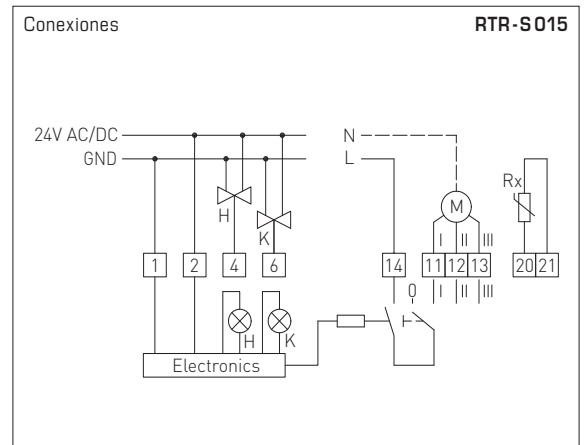 Conexiones RTR-S 015
24V AC/DC N
GND L
Rx
H M
K I II III
1 2 4 6 14 11 12 13 20 21
0 I II III
H K
Electronics